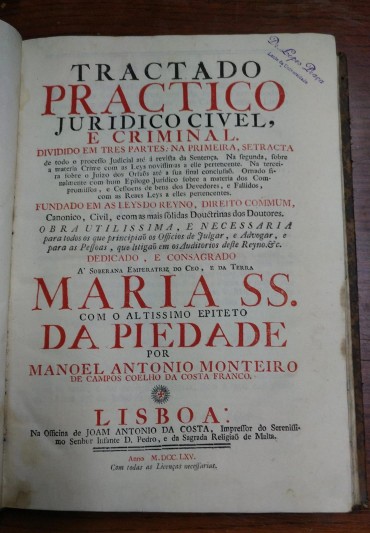 TRACTADO
PRACTICO
JURIDICO CIVEL,
E CRIMINAL.
DIVIDIDO EM TRES PARTES: NA PRIMEIRA, SE TRACTA
de todo o processo Judicial até á revista da Sentença. Na segunda, sobre
a materia Crime com as Leys novissimas a elle pertencente. Na tercei-
ra sobre o Juizo dos Orfãos até a sua final conclusaõ. Ornado fi-
nalmente com hum Epilogo Juridico sobre a materia dos Com-
promissos, e Cessoens de bens dos Devedores, e Fallidos,
com as Reaes Leys a elles pertencentes.
FUNDADO EM AS LEYS DO REYNO, DIREITO COMMUM,
Canonico, Civil, e com as mais sólidas Douctrinas dos Doutores.
OBRA UTILISSIMA, E NECESSARIA
para todos os que principiaõ os Officios de Julgar, e Advogar, e
para as Pessoas, que litigaõ em os Auditorios deste Reyno.&c.
DEDICADO, E CONSAGRADO
A' SOBERANA EMPERATRIZ DO CEO, E DA TERRA
MARIA SS.
COM O ALTISSIMO EPITETO
DA PIEDADE
POR
MANOEL ANTONIO MONTEIRO
DE CAMPOS COELHO DA COSTA FRANCO.
LISBOA:
Na Officina de JOAM ANTONIO DA COSTA, Impressor do Serenissi-
mo Senhor Infante D. Pedro, e da Sagrada Religiaõ de Malta.
Anno M.DCC.LXV.
Com todas as Licenças necessarias.